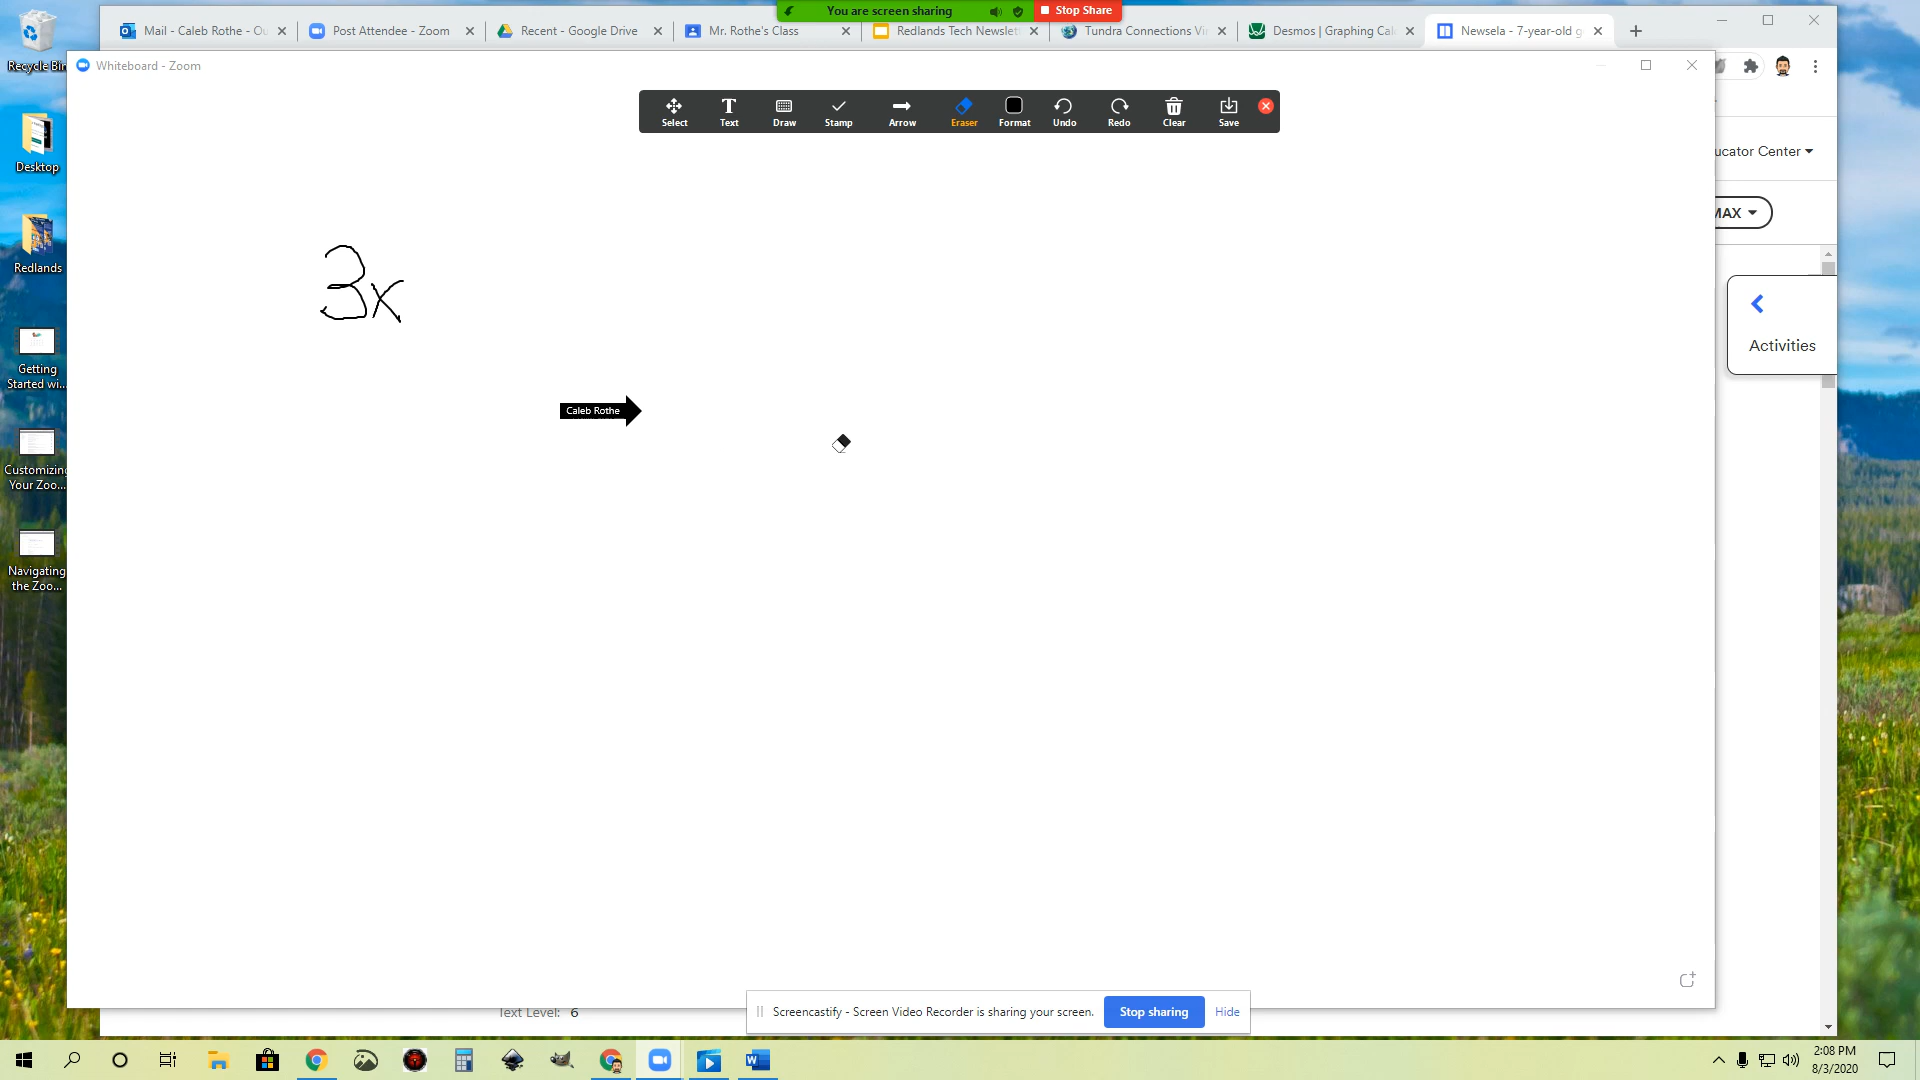 You are screen sharing
Stop Share
Mail - Caleb Rothe - Ou
Post Attendee - Zoom
Recent - Google Drive
Mr. Rothe's Class
Redlands Tech Newslet
Tundra Connections Vi
Desmos | Graphing Cal
Newsela - 7-year-old g
Recycle Bin
Whiteboard - Zoom
Select
Text
Draw
Stamp
Arrow
Eraser
Format
Undo
Redo
Clear
Save
ucator Center
MAX
Desktop
Redlands
3x
Activities
Getting
Started wi...
Caleb Rothe
Customizing
Your Zoo...
Navigating
the Zoo...
Text Level: 6
Screencastify - Screen Video Recorder is sharing your screen.
Stop sharing
Hide
2:08 PM
8/3/2020